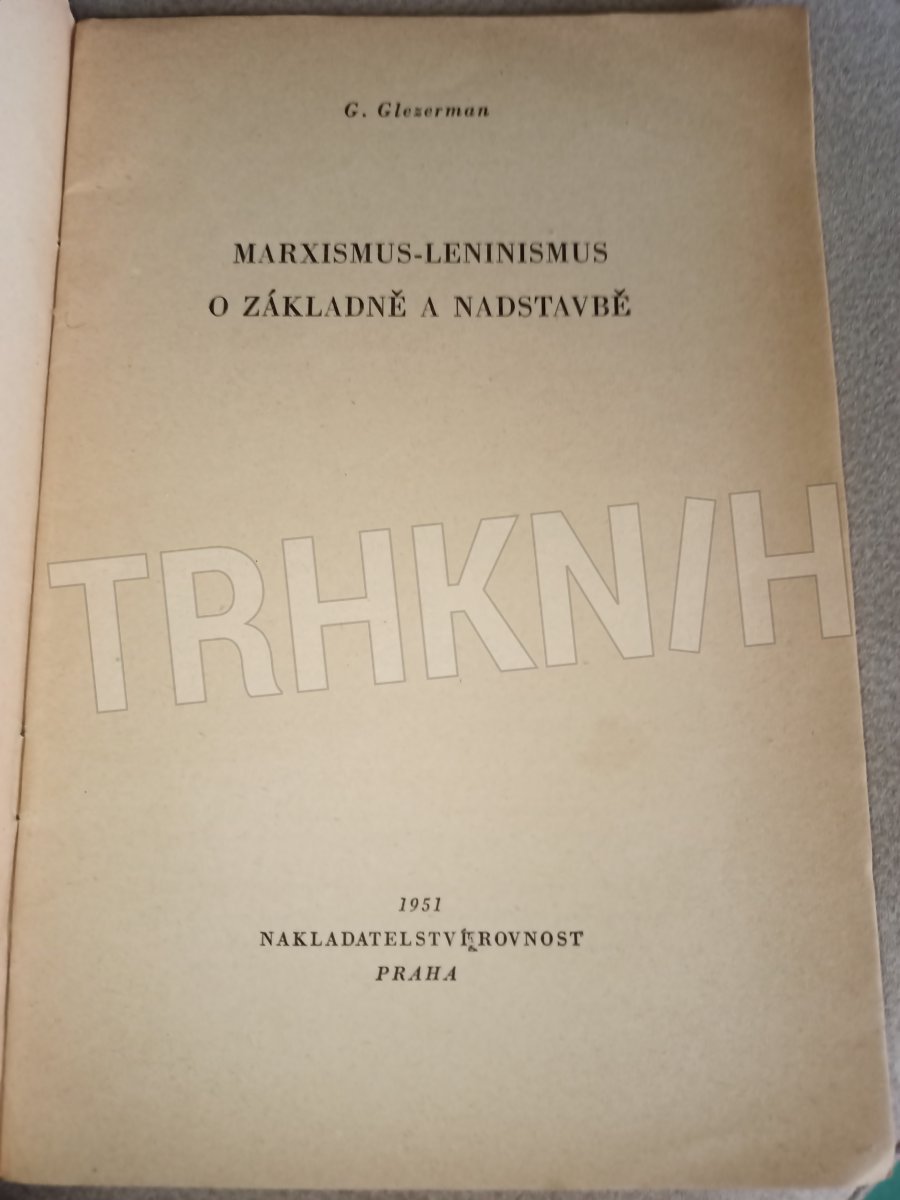 G. Glezerman
MARXISMUS-LENINISMUS
O ZÁKLADNĚ A NADSTAVBĚ
TRHKNIH
1951
NAKLADATELSTVÍ ROVNOST
PRAHA